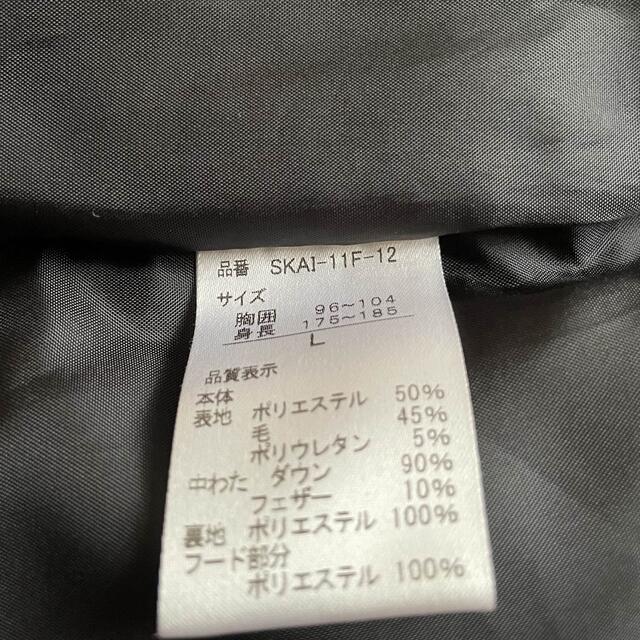 品番 SKAI-11F-12
サイズ
胸囲 96~104
身長 175~185
L
品質表示
本体
表地 ポリエステル 50%
毛 45%
ポリウレタン 5%
中わた ダウン 90%
フェザー 10%
裏地 ポリエステル 100%
フード部分
ポリエステル 100%